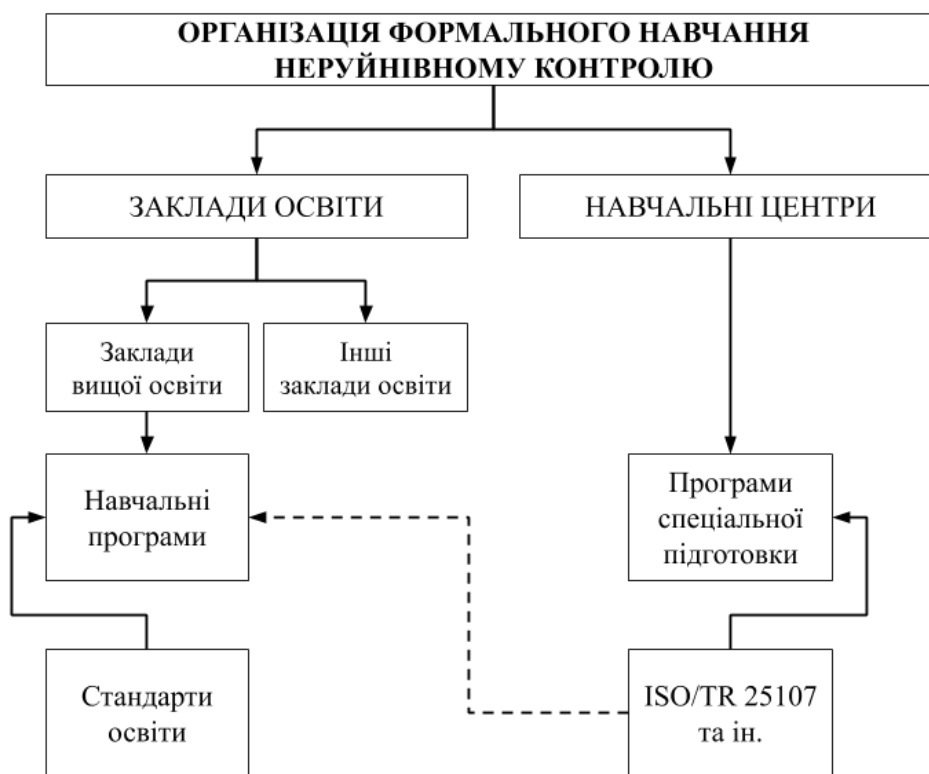 ОРГАНІЗАЦІЯ ФОРМАЛЬНОГО НАВЧАННЯ
НЕРУЙНІВНОМУ КОНТРОЛЮ
ЗАКЛАДИ ОСВІТИ
НАВЧАЛЬНІ ЦЕНТРИ
Заклади
вищої освіти
Інші
заклади освіти
Навчальні
програми
Програми
спеціальної
підготовки
Стандарти
освіти
ISO/TR 25107
та ін.